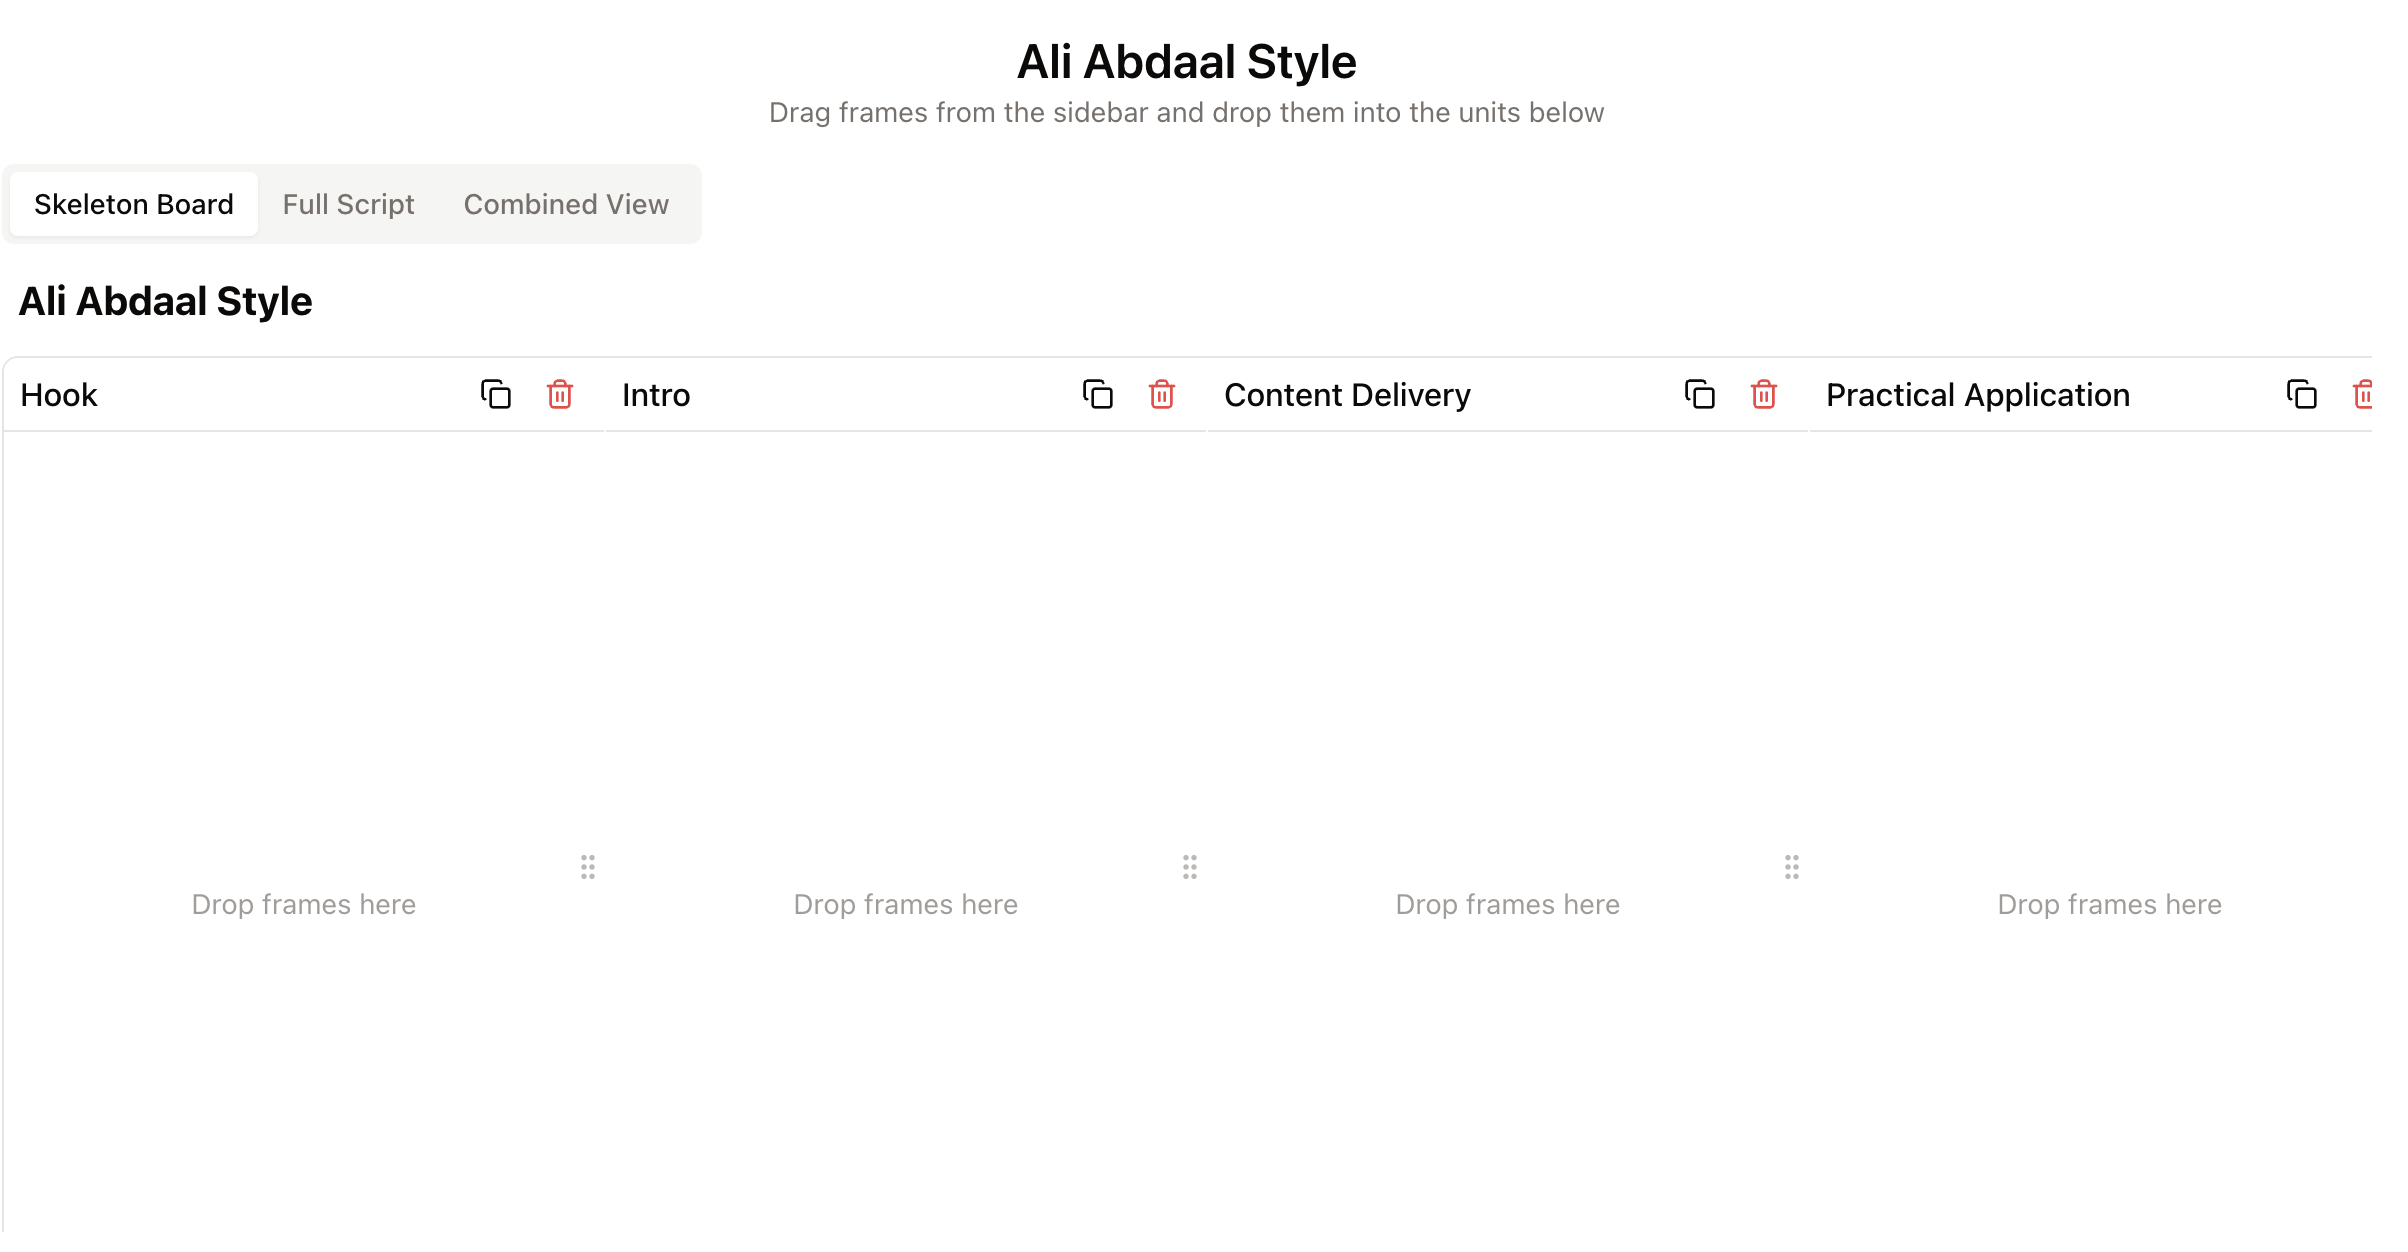 Ali Abdaal Style
Drag frames from the sidebar and drop them into the units below
Skeleton Board Full Script Combined View
Ali Abdaal Style
Hook Intro Content Delivery Practical Application
Drop frames here Drop frames here Drop frames here Drop frames here